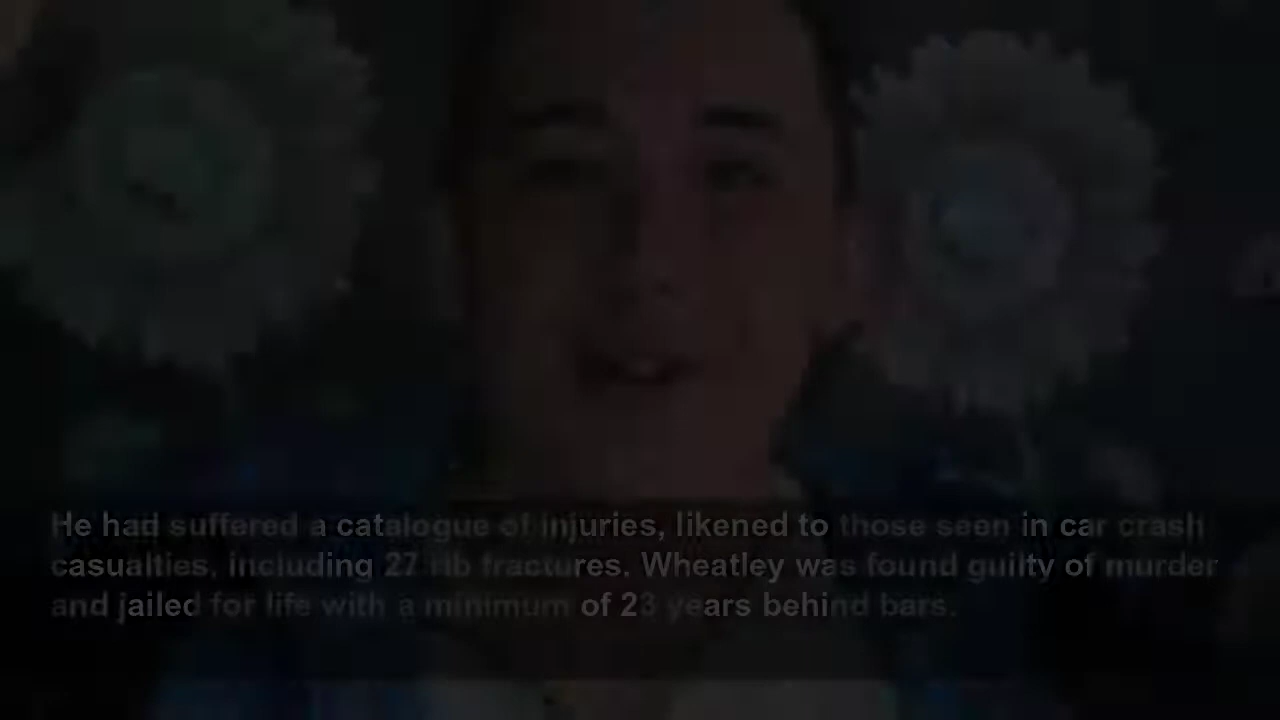 He had suffered a catalogue of injuries, likened to those seen in car crash
casualties, including 27 rib fractures. Wheatley was found guilty of murder
and jailed for life with a minimum of 23 years behind bars.